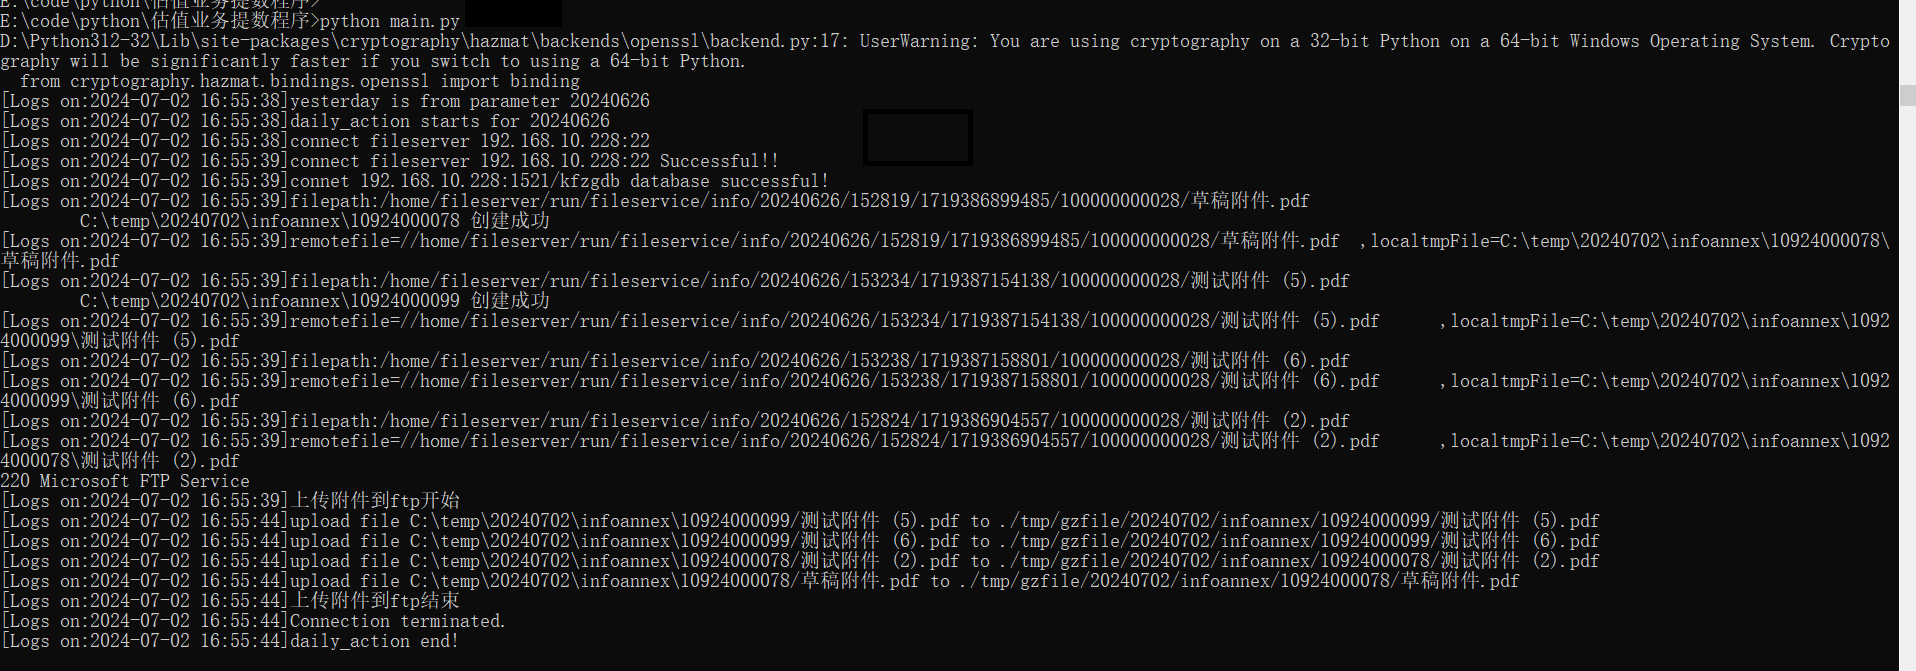 E:\code\python\估值业务提数程序>
E:\code\python\估值业务提数程序>python main.py
D:\Python312-32\Lib\site-packages\cryptography\hazmat\backends\openssl\backend.py:17: UserWarning: You are using cryptography on a 32-bit Python on a 64-bit Windows Operating System. Crypto
graphy will be significantly faster if you switch to using a 64-bit Python.
  from cryptography.hazmat.bindings.openssl import binding
[Logs on:2024-07-02 16:55:38]yesterday is from parameter 20240626
[Logs on:2024-07-02 16:55:38]daily_action starts for 20240626
[Logs on:2024-07-02 16:55:38]connect fileserver 192.168.10.228:22
[Logs on:2024-07-02 16:55:39]connect fileserver 192.168.10.228:22 Successful!!
[Logs on:2024-07-02 16:55:39]connet 192.168.10.228:1521/kfzgdb database successful!
[Logs on:2024-07-02 16:55:39]filepath:/home/fileserver/run/fileservice/info/20240626/152819/1719386899485/100000000028/草稿附件.pdf
        C:\temp\20240702\infoannex\10924000078 创建成功
[Logs on:2024-07-02 16:55:39]remotefile=//home/fileserver/run/fileservice/info/20240626/152819/1719386899485/100000000028/草稿附件.pdf  ,localtmpFile=C:\temp\20240702\infoannex\10924000078\
草稿附件.pdf
[Logs on:2024-07-02 16:55:39]filepath:/home/fileserver/run/fileservice/info/20240626/153234/1719387154138/100000000028/测试附件 (5).pdf
        C:\temp\20240702\infoannex\10924000099 创建成功
[Logs on:2024-07-02 16:55:39]remotefile=//home/fileserver/run/fileservice/info/20240626/153234/1719387154138/100000000028/测试附件 (5).pdf      ,localtmpFile=C:\temp\20240702\infoannex\1092
4000099\测试附件 (5).pdf
[Logs on:2024-07-02 16:55:39]filepath:/home/fileserver/run/fileservice/info/20240626/153238/1719387158801/100000000028/测试附件 (6).pdf
[Logs on:2024-07-02 16:55:39]remotefile=//home/fileserver/run/fileservice/info/20240626/153238/1719387158801/100000000028/测试附件 (6).pdf      ,localtmpFile=C:\temp\20240702\infoannex\1092
4000099\测试附件 (6).pdf
[Logs on:2024-07-02 16:55:39]filepath:/home/fileserver/run/fileservice/info/20240626/152824/1719386904557/100000000028/测试附件 (2).pdf
[Logs on:2024-07-02 16:55:39]remotefile=//home/fileserver/run/fileservice/info/20240626/152824/1719386904557/100000000028/测试附件 (2).pdf      ,localtmpFile=C:\temp\20240702\infoannex\1092
4000078\测试附件 (2).pdf
220 Microsoft FTP Service
[Logs on:2024-07-02 16:55:39]上传附件到ftp开始
[Logs on:2024-07-02 16:55:44]upload file C:\temp\20240702\infoannex\10924000099/测试附件 (5).pdf to ./tmp/gzfile/20240702/infoannex/10924000099/测试附件 (5).pdf
[Logs on:2024-07-02 16:55:44]upload file C:\temp\20240702\infoannex\10924000099/测试附件 (6).pdf to ./tmp/gzfile/20240702/infoannex/10924000099/测试附件 (6).pdf
[Logs on:2024-07-02 16:55:44]upload file C:\temp\20240702\infoannex\10924000078/测试附件 (2).pdf to ./tmp/gzfile/20240702/infoannex/10924000078/测试附件 (2).pdf
[Logs on:2024-07-02 16:55:44]upload file C:\temp\20240702\infoannex\10924000078/草稿附件.pdf to ./tmp/gzfile/20240702/infoannex/10924000078/草稿附件.pdf
[Logs on:2024-07-02 16:55:44]上传附件到ftp结束
[Logs on:2024-07-02 16:55:44]Connection terminated.
[Logs on:2024-07-02 16:55:44]daily_action end!